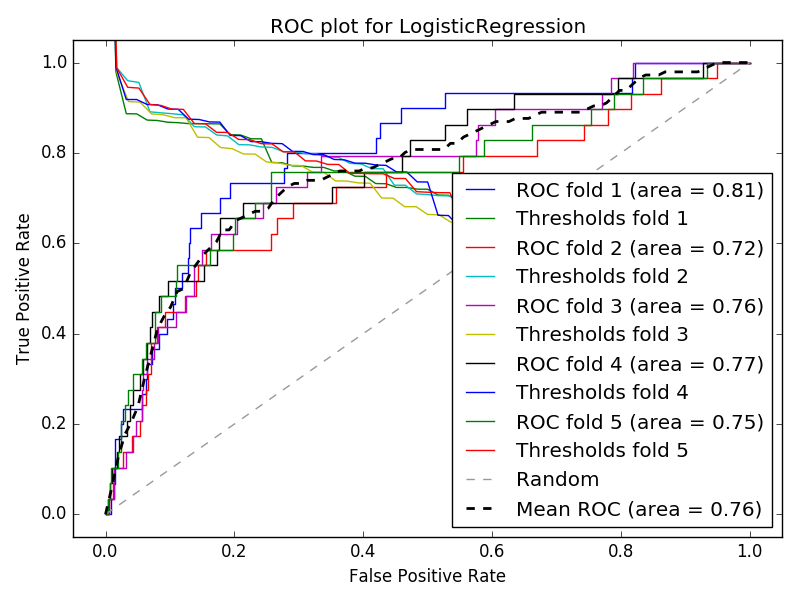 ROC plot for LogisticRegression
True Positive Rate
1.0
0.8
0.6
0.4
0.2
0.0
ROC fold 1 (area = 0.81)
Thresholds fold 1
ROC fold 2 (area = 0.72)
Thresholds fold 2
ROC fold 3 (area = 0.76)
Thresholds fold 3
ROC fold 4 (area = 0.77)
Thresholds fold 4
ROC fold 5 (area = 0.75)
Thresholds fold 5
Random
Mean ROC (area = 0.76)
0.0 0.2 0.4 0.6 0.8 1.0
False Positive Rate